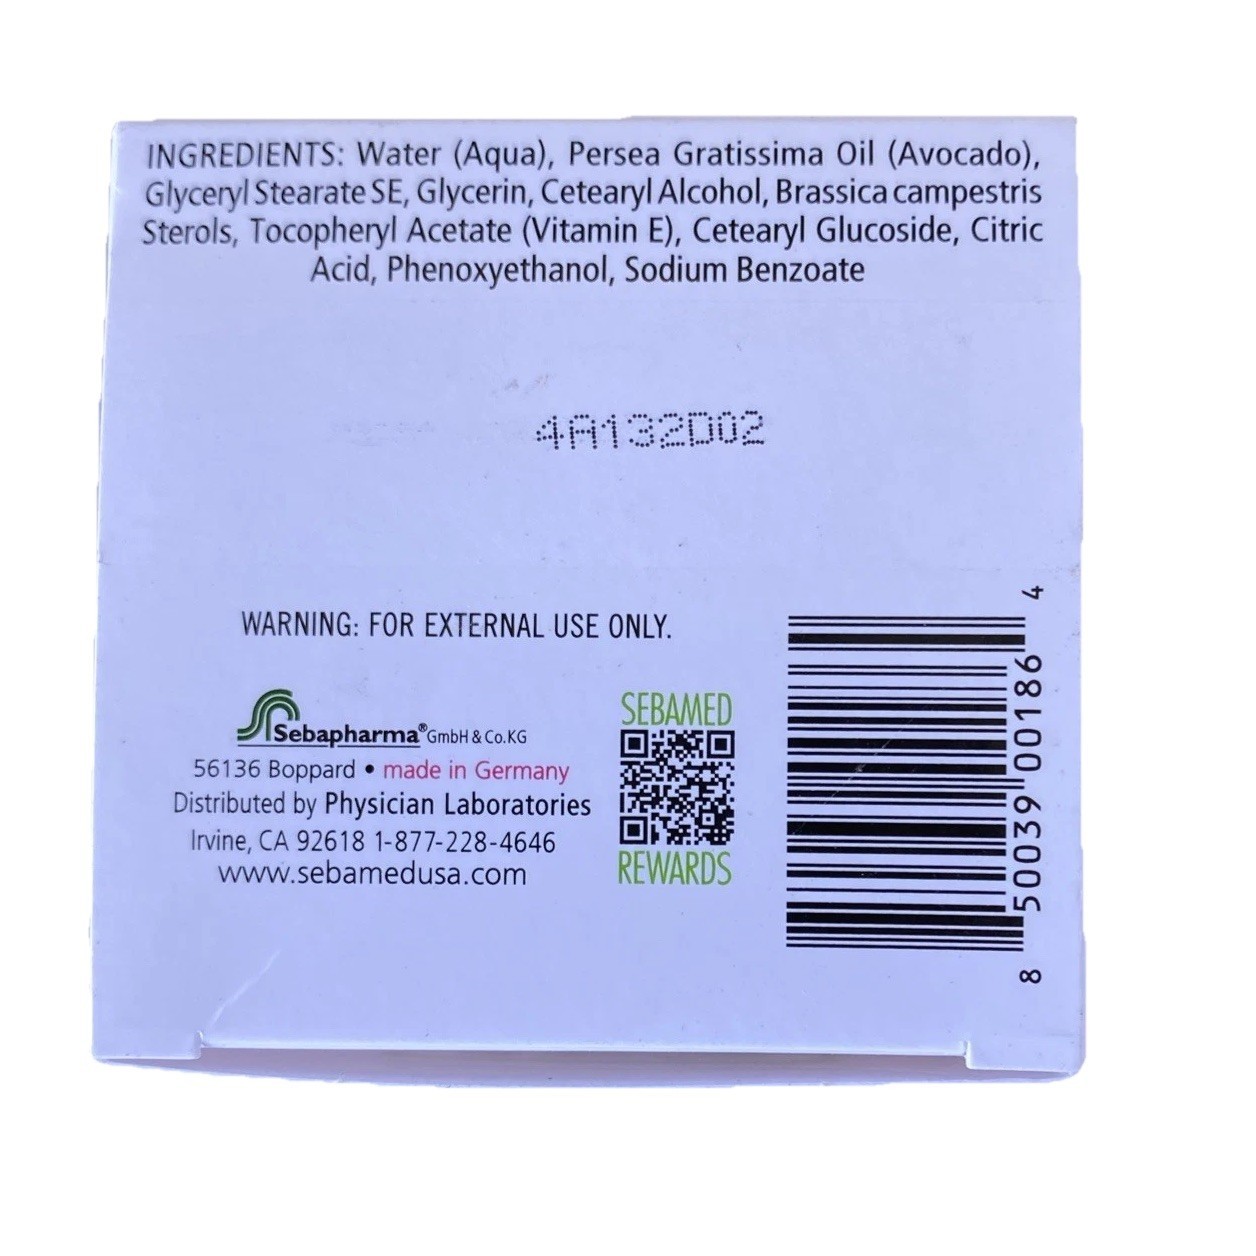 INGREDIENTS: Water (Aqua), Persea Gratissima Oil (Avocado),
Glyceryl Stearate SE, Glycerin, Cetearyl Alcohol, Brassica campestris
Sterols, Tocopheryl Acetate (Vitamin E), Cetearyl Glucoside, Citric
Acid, Phenoxyethanol, Sodium Benzoate
4A132D02
WARNING: FOR EXTERNAL USE ONLY.
Sebapharma® GmbH & Co.KG
56136 Boppard • made in Germany
Distributed by Physician Laboratories
Irvine, CA 92618 1-877-228-4646
www.sebamedusa.com
SEBAMED
REWARDS
8 50039 00186 4